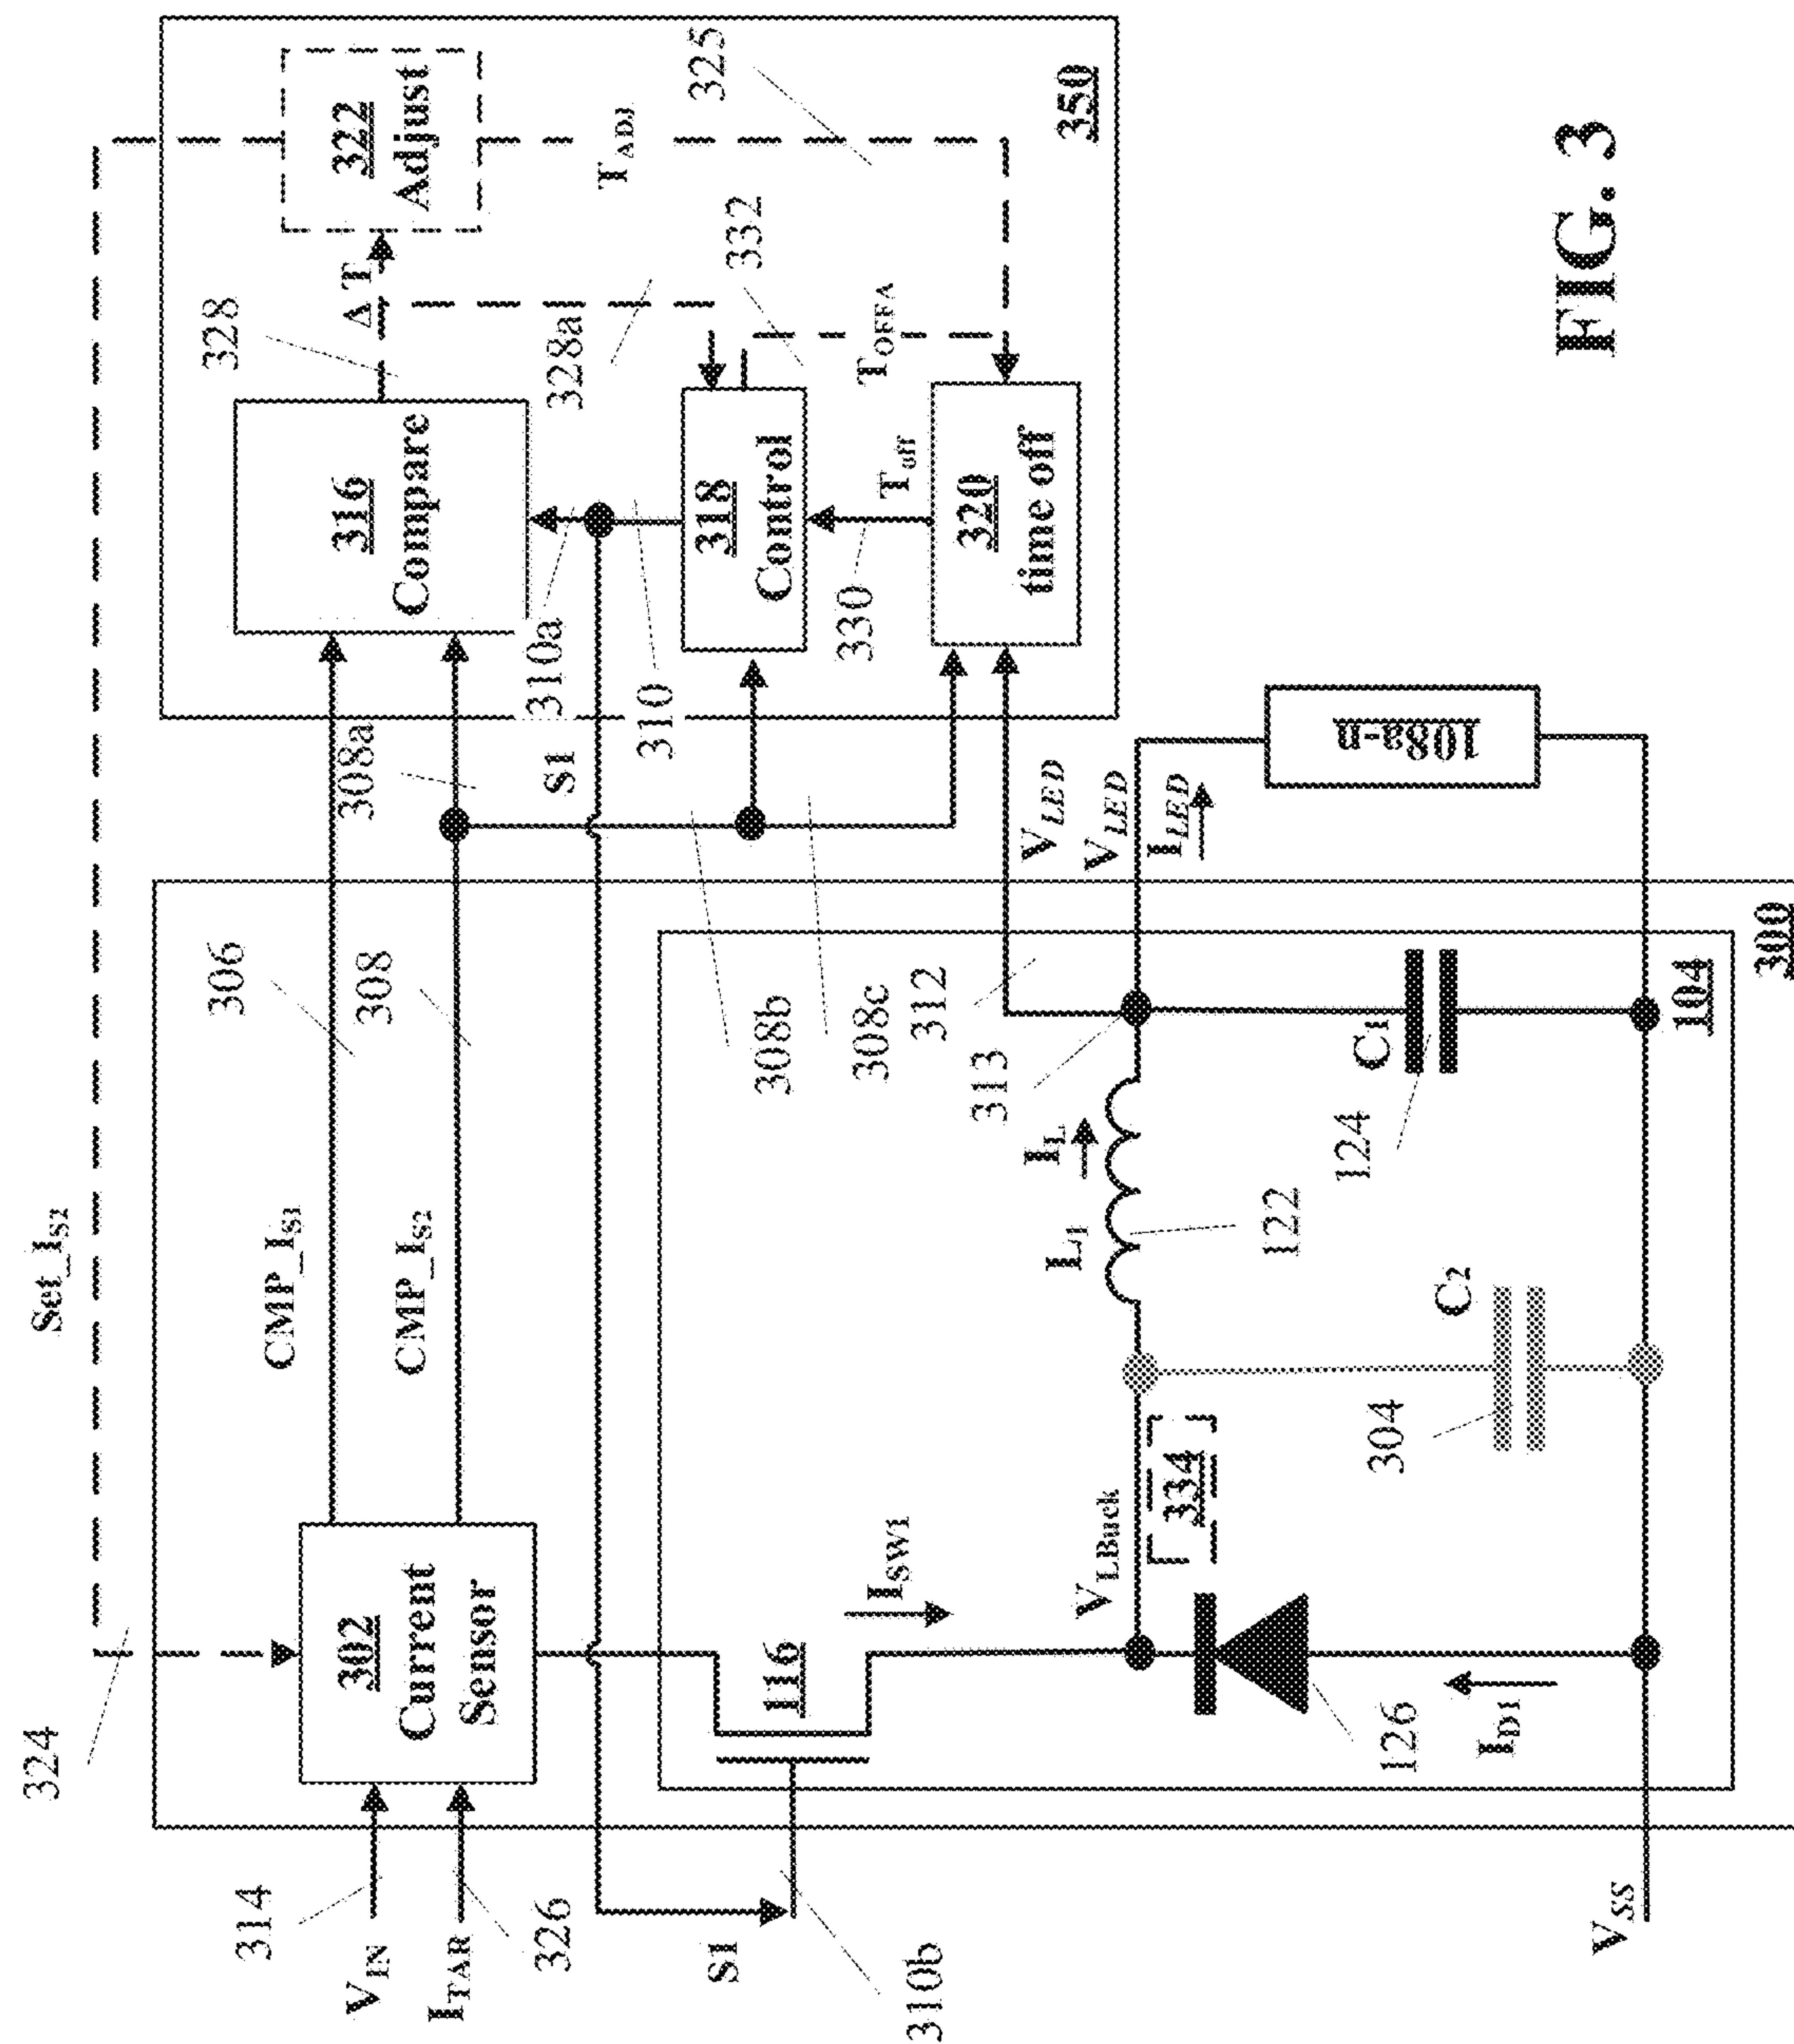 Set_IS2
324
314
VIN
ITAR
326
302
Current
Sensor
CMP_IS1
306
CMP_IS2
308
308a
316
Compare
328
ΔT
322
Adjust
TADJ
325
328a
332
TOFFA
310a
310
S1
318
Control
330
Toff
320
time off
350
308b
308c
312
313
VLED
VLED
ILED
108a-n
S1
310b
116
ISW1
VLBuck
334
L1
IL
122
C1
124
C2
304
126
ID1
VSS
104
300
FIG. 3